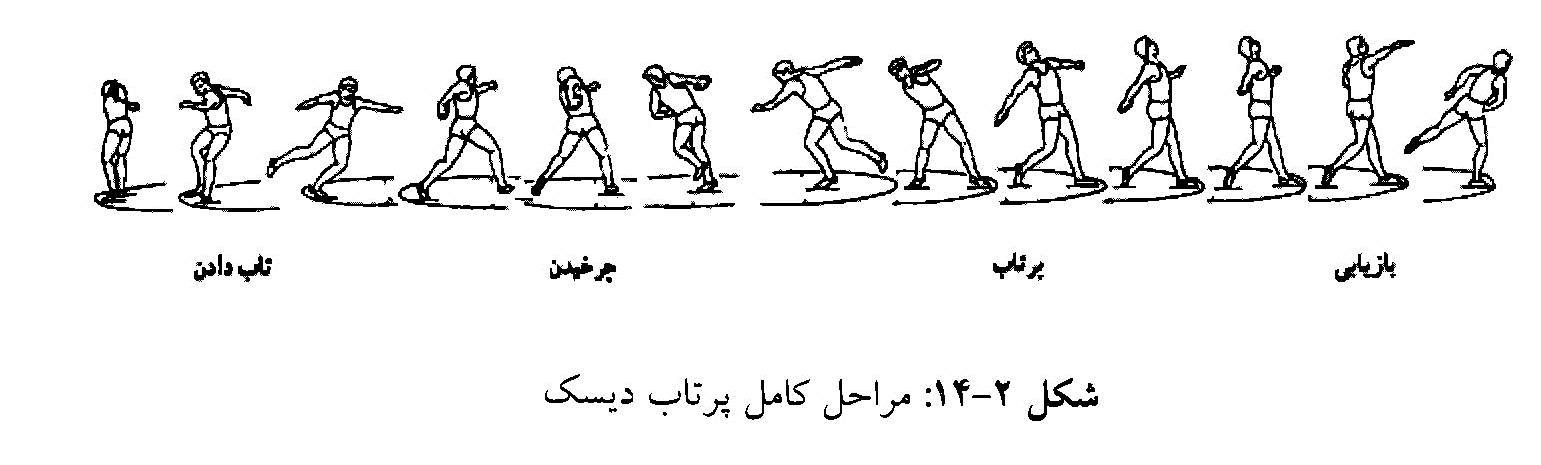 تاب دادن
چرخیدن
پرتاب
بازیابی
شکل ۲-۱۴: مراحل کامل پرتاب دیسک